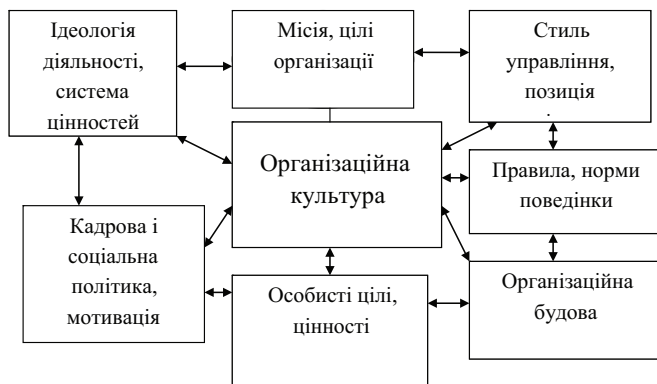 Ідеологія
діяльності,
система
цінностей
Місія, цілі
організації
Стиль
управління,
позиція
Організаційна
культура
Правила, норми
поведінки
Кадрова і
соціальна
політика,
мотивація
Особисті цілі,
цінності
Організаційна
будова